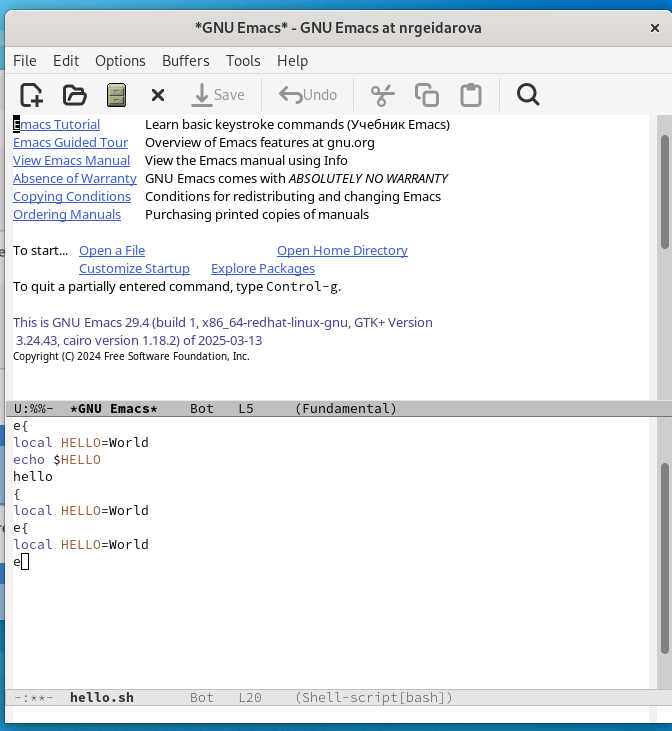 *GNU Emacs* - GNU Emacs at nrgeidarova
File Edit Options Buffers Tools Help
Save Undo
Emacs Tutorial Learn basic keystroke commands (Учебник Emacs)
Emacs Guided Tour Overview of Emacs features at gnu.org
View Emacs Manual View the Emacs manual using Info
Absence of Warranty GNU Emacs comes with ABSOLUTELY NO WARRANTY
Copying Conditions Conditions for redistributing and changing Emacs
Ordering Manuals Purchasing printed copies of manuals
To start... Open a File Open Home Directory
Customize Startup Explore Packages
To quit a partially entered command, type Control-g.
This is GNU Emacs 29.4 (build 1, x86_64-redhat-linux-gnu, GTK+ Version
3.24.43, cairo version 1.18.2) of 2025-03-13
Copyright (C) 2024 Free Software Foundation, Inc.
U:%%- *GNU Emacs* Bot L5 (Fundamental)
e{
local HELLO=World
echo $HELLO
hello
{
local HELLO=World
e{
local HELLO=World
e
-:**- hello.sh Bot L20 (Shell-script[bash])